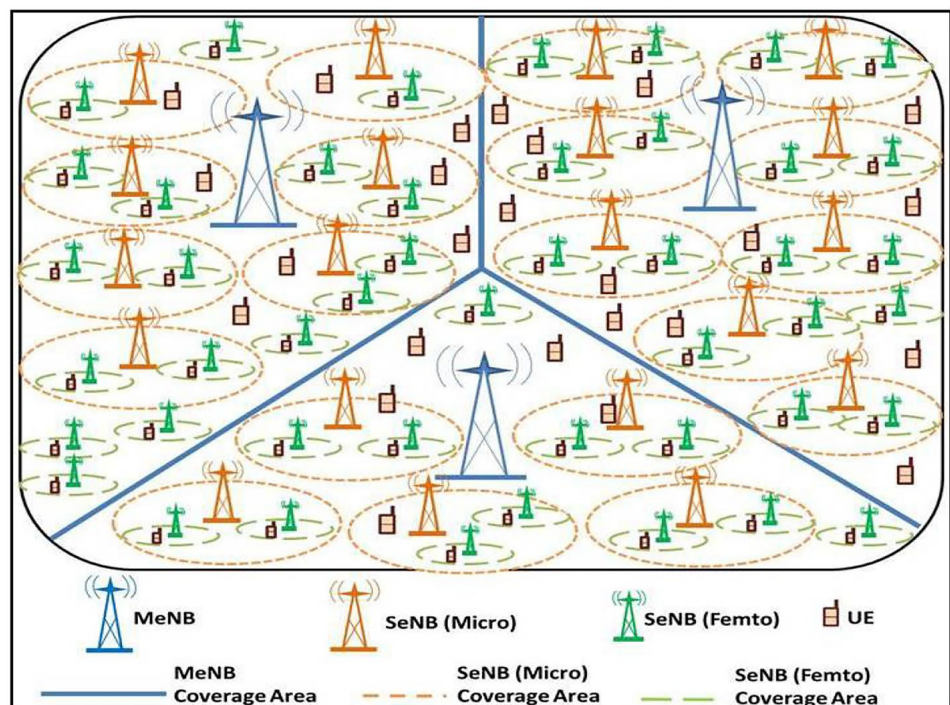 MeNB
SeNB (Micro)
SeNB (Femto)
UE
MeNB
Coverage Area
SeNB (Micro)
Coverage Area
SeNB (Femto)
Coverage Area